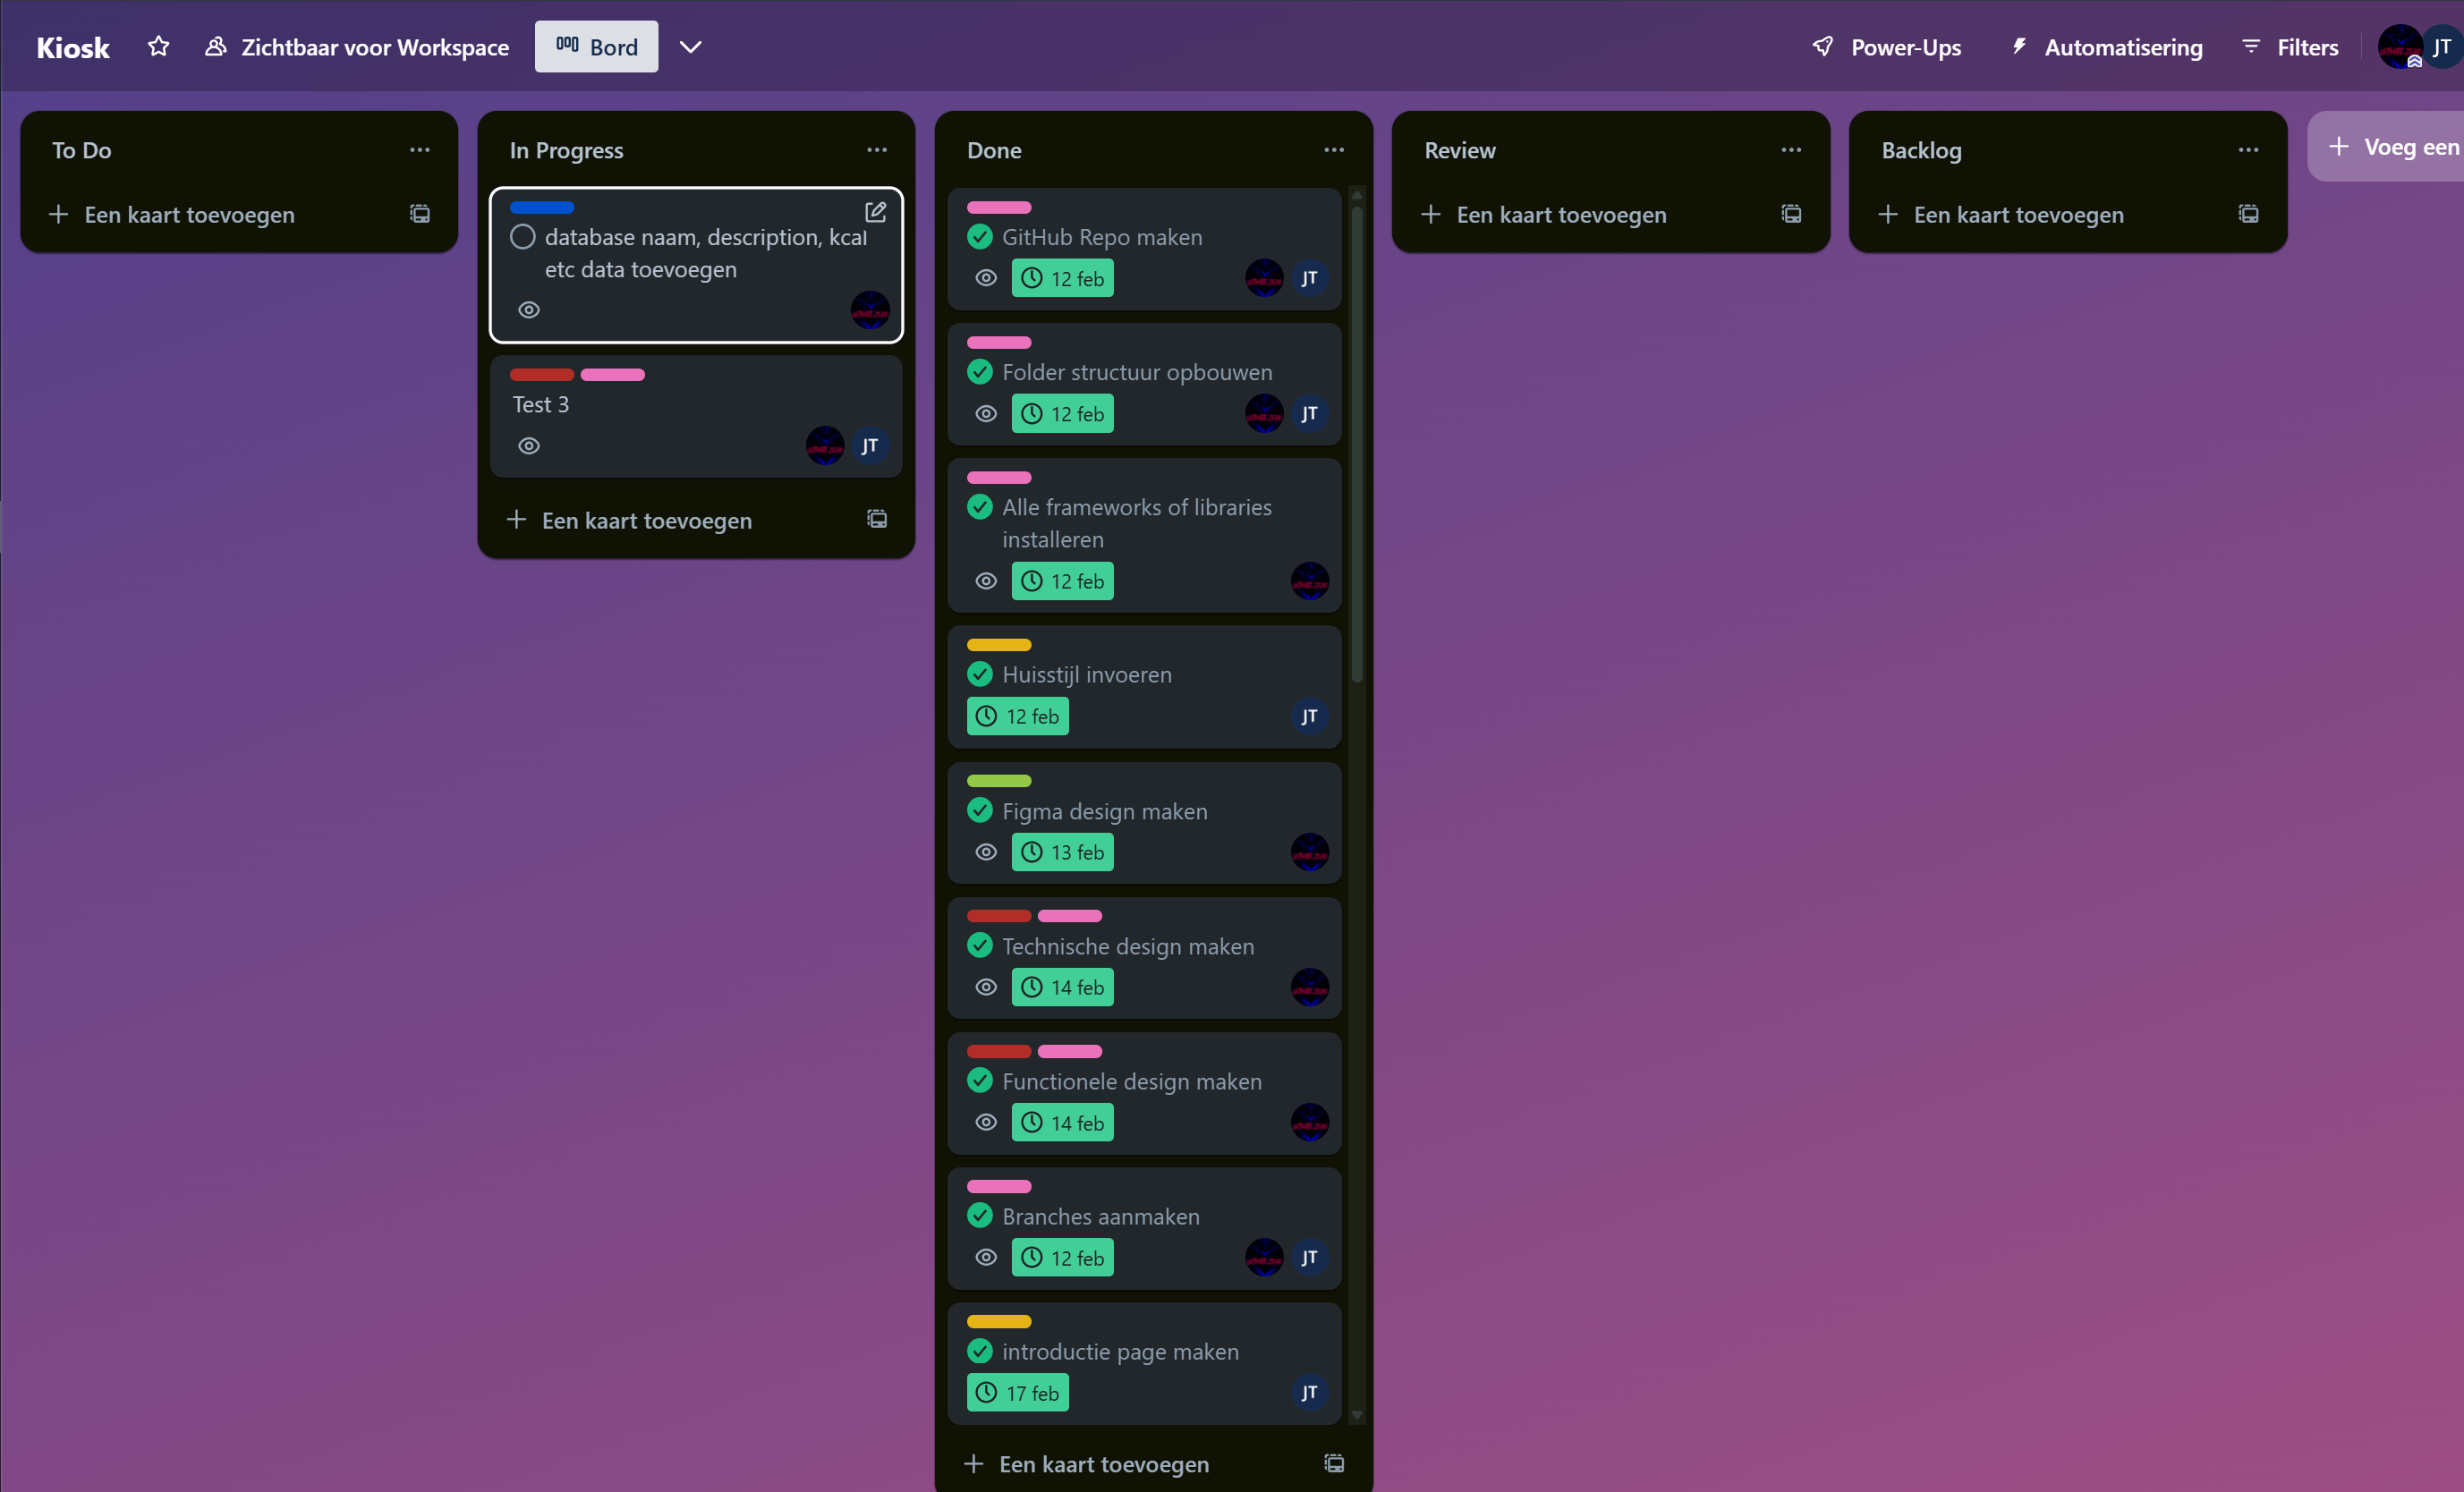 Kiosk
Zichtbaar voor Workspace
Bord
Power-Ups
Automatisering
Filters
JT
To Do
Een kaart toevoegen
In Progress
database naam, description, kcal
etc data toevoegen
Test 3
JT
Een kaart toevoegen
Done
GitHub Repo maken
12 feb
JT
Folder structuur opbouwen
12 feb
JT
Alle frameworks of libraries
installeren
12 feb
Huisstijl invoeren
12 feb
JT
Figma design maken
13 feb
Technische design maken
14 feb
Functionele design maken
14 feb
Branches aanmaken
12 feb
JT
introductie page maken
17 feb
JT
Een kaart toevoegen
Review
Een kaart toevoegen
Backlog
Een kaart toevoegen
Voeg een